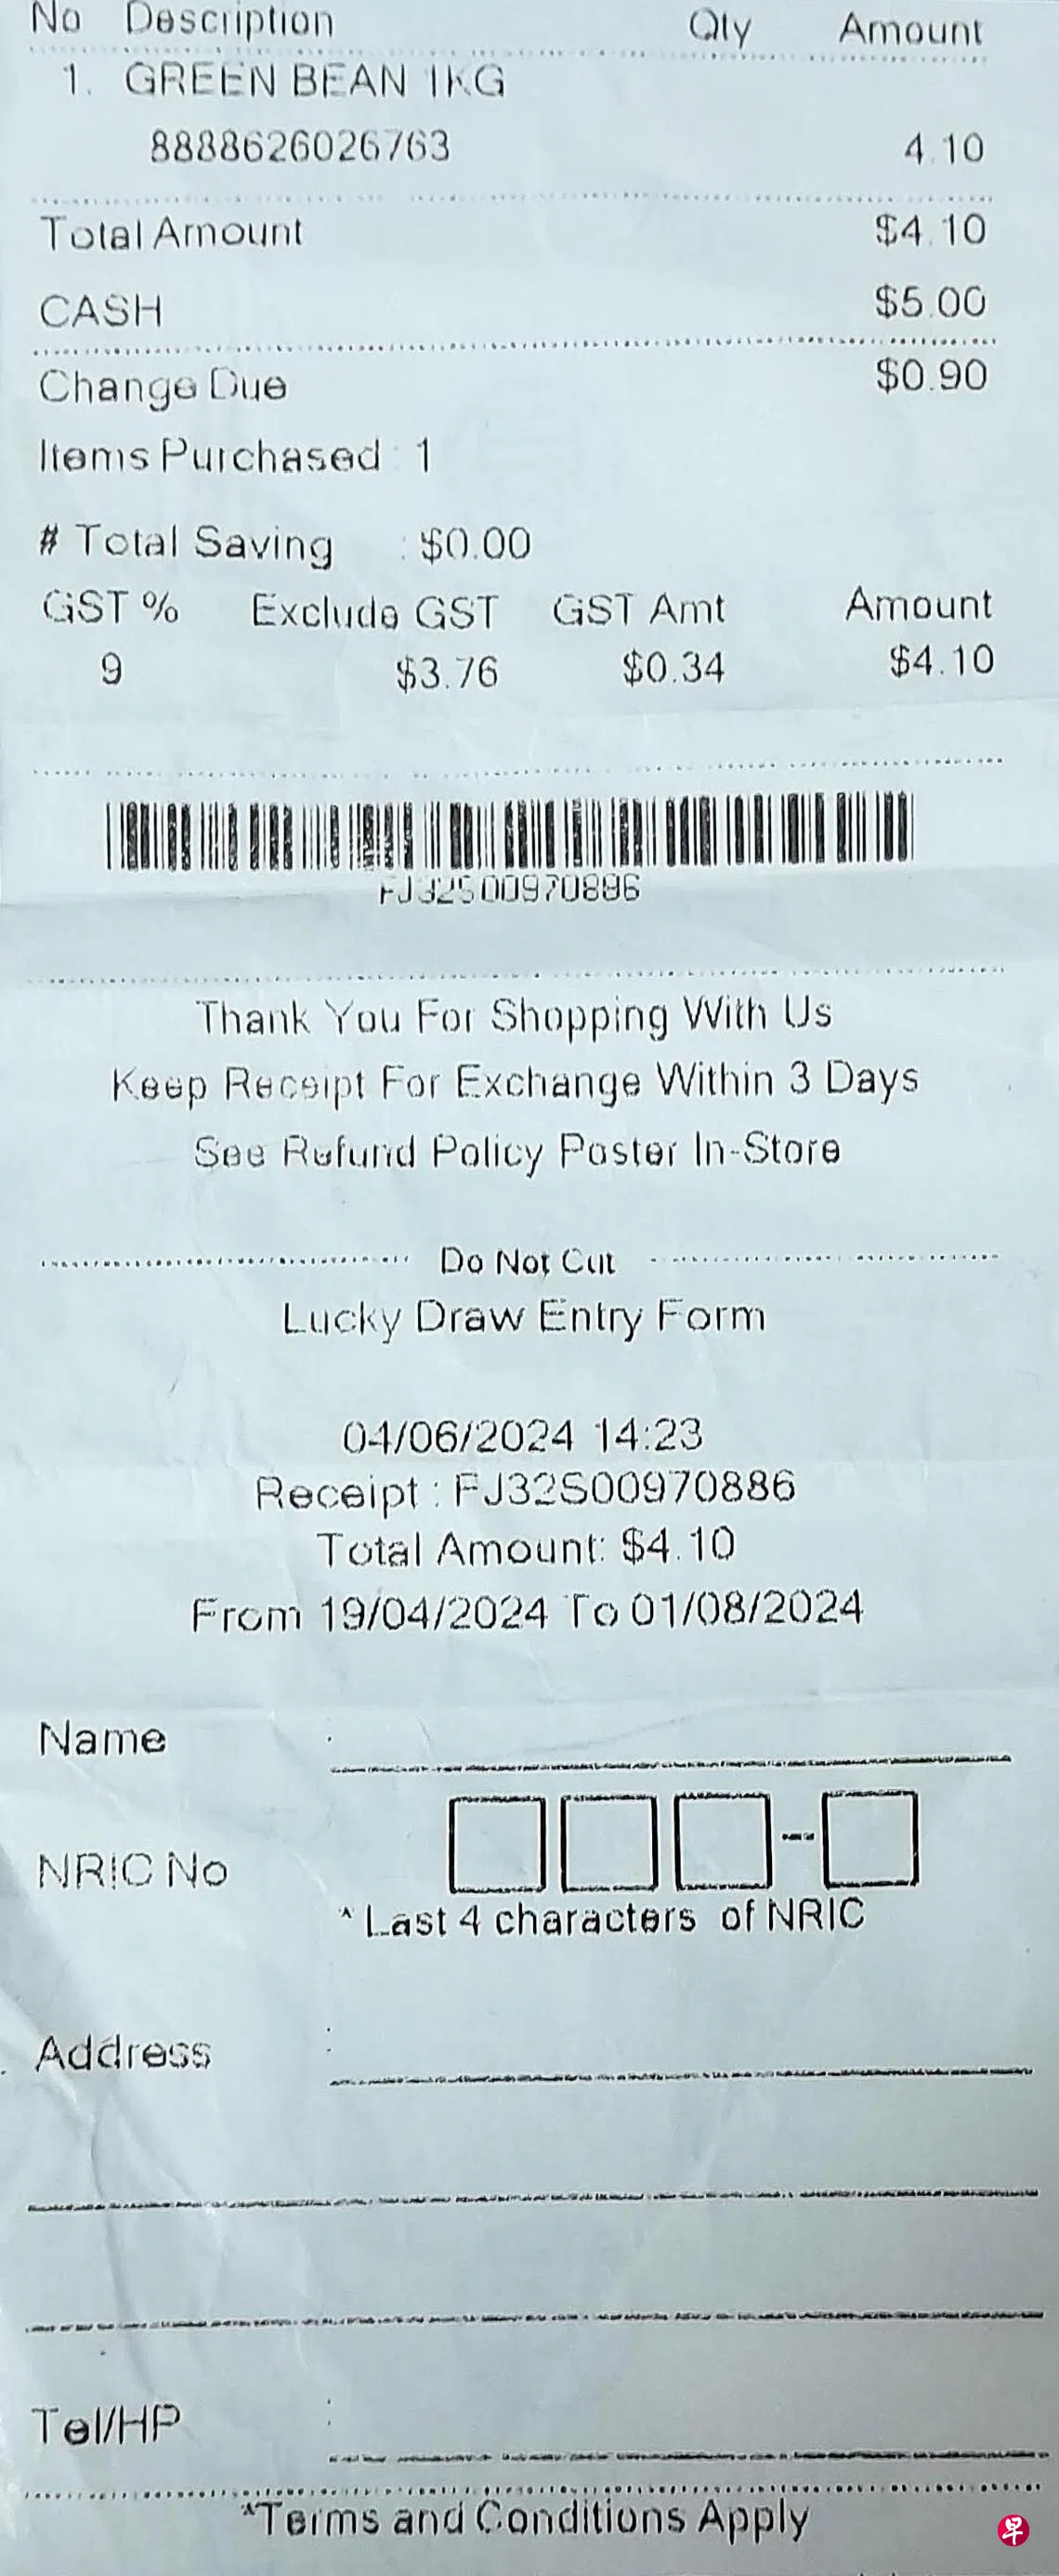 No Description Qty Amount
1. GREEN BEAN 1KG
8888626026763 4.10
Total Amount $4.10
CASH $5.00
Change Due $0.90
Items Purchased : 1
# Total Saving : $0.00
GST % Exclude GST GST Amt Amount
9 $3.76 $0.34 $4.10
FJ32S00970886
Thank You For Shopping With Us
Keep Receipt For Exchange Within 3 Days
See Refund Policy Poster In-Store
Do Not Cut
Lucky Draw Entry Form
04/06/2024 14:23
Receipt : FJ32S00970886
Total Amount: $4.10
From 19/04/2024 To 01/08/2024
Name :
NRIC No
* Last 4 characters of NRIC
Address :
Tel/HP :
*Terms and Conditions Apply
早